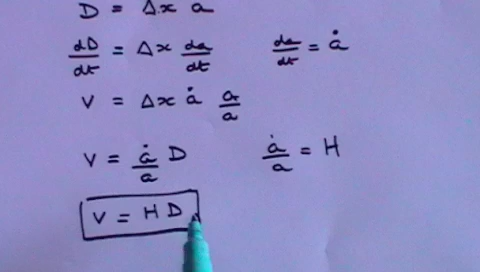 D = Δx a
dD/dt = Δx da/dt da/dt = ȧ
V = Δx ȧ a/a
V = ȧ/a D ȧ/a = H
V = H D